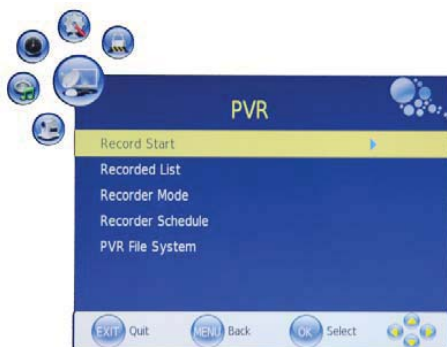 PVR
Record Start
Recorded List
Recorder Mode
Recorder Schedule
PVR File System
EXIT Quit MENU Back OK Select